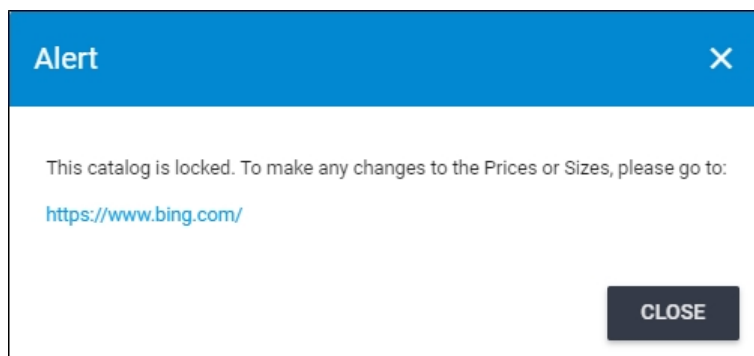 Alert
This catalog is locked. To make any changes to the Prices or Sizes, please go to:
https://www.bing.com/
CLOSE